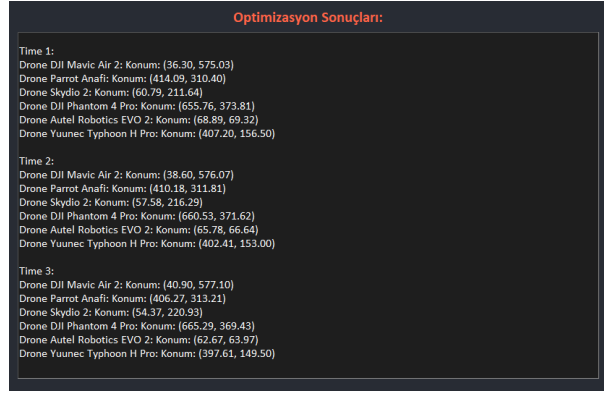 Optimizasyon Sonuçları:
Time 1:
Drone DJI Mavic Air 2: Konum: (36.30, 575.03)
Drone Parrot Anafi: Konum: (414.09, 310.40)
Drone Skydio 2: Konum: (60.79, 211.64)
Drone DJI Phantom 4 Pro: Konum: (655.76, 373.81)
Drone Autel Robotics EVO 2: Konum: (68.89, 69.32)
Drone Yuunec Typhoon H Pro: Konum: (407.20, 156.50)
Time 2:
Drone DJI Mavic Air 2: Konum: (38.60, 576.07)
Drone Parrot Anafi: Konum: (410.18, 311.81)
Drone Skydio 2: Konum: (57.58, 216.29)
Drone DJI Phantom 4 Pro: Konum: (660.53, 371.62)
Drone Autel Robotics EVO 2: Konum: (65.78, 66.64)
Drone Yuunec Typhoon H Pro: Konum: (402.41, 153.00)
Time 3:
Drone DJI Mavic Air 2: Konum: (40.90, 577.10)
Drone Parrot Anafi: Konum: (406.27, 313.21)
Drone Skydio 2: Konum: (54.37, 220.93)
Drone DJI Phantom 4 Pro: Konum: (665.29, 369.43)
Drone Autel Robotics EVO 2: Konum: (62.67, 63.97)
Drone Yuunec Typhoon H Pro: Konum: (397.61, 149.50)